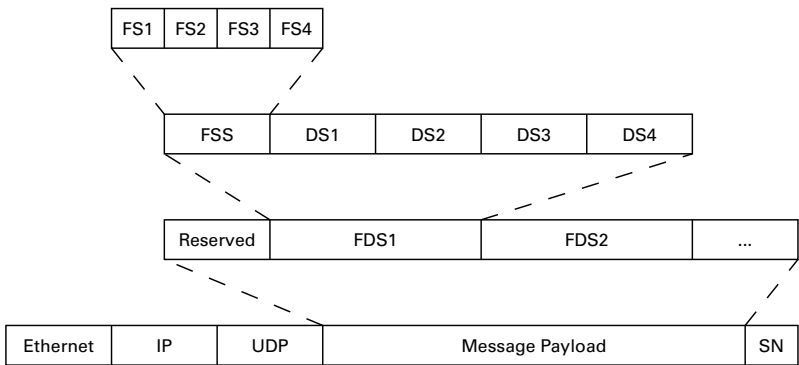 FS1 FS2 FS3 FS4
FSS DS1 DS2 DS3 DS4
Reserved FDS1 FDS2 ...
Ethernet IP UDP Message Payload SN